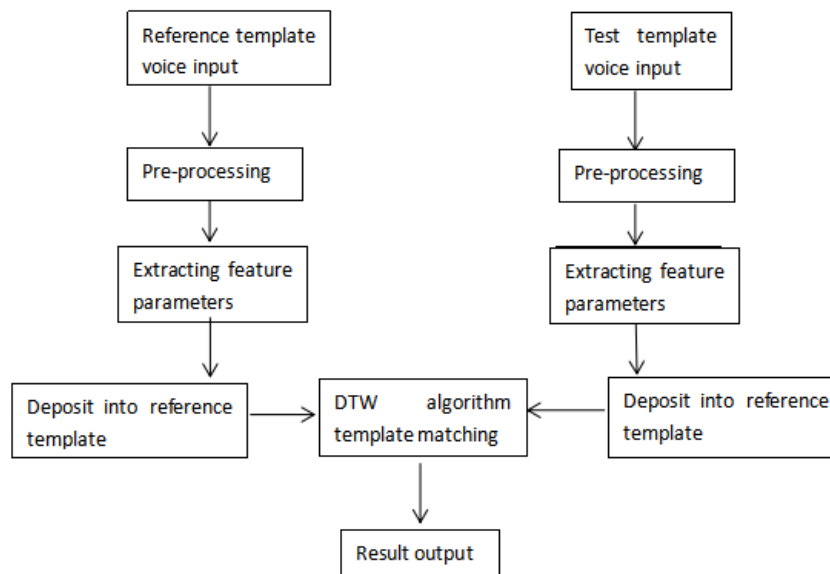 Reference template
voice input
Test template
voice input
Pre-processing
Pre-processing
Extracting feature
parameters
Extracting feature
parameters
Deposit into reference
template
DTW algorithm
template matching
Deposit into reference
template
Result output